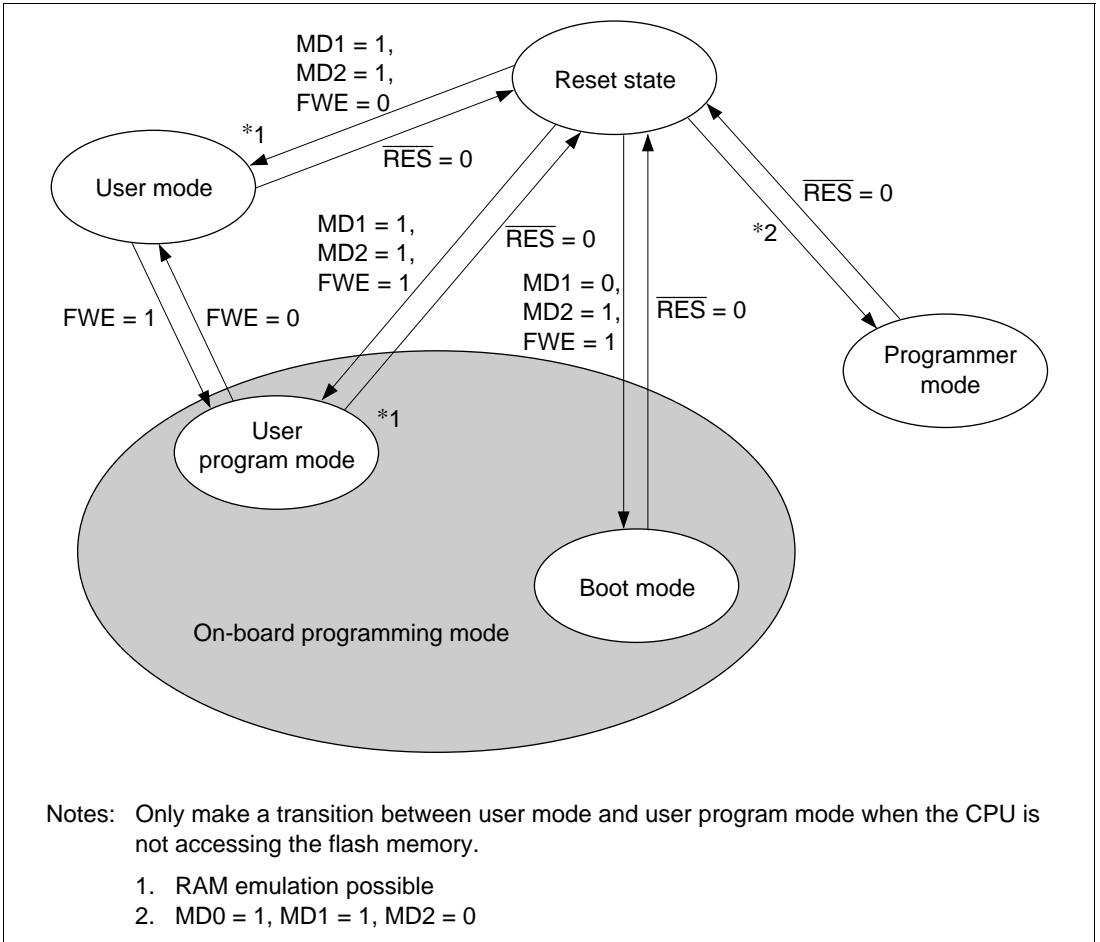 MD1 = 1,
MD2 = 1,
FWE = 0
Reset state
*1
RES = 0
User mode
RES = 0
MD1 = 1,
MD2 = 1,
FWE = 1
RES = 0
*2
MD1 = 0,
MD2 = 1,
FWE = 1
RES = 0
FWE = 1
FWE = 0
Programmer
mode
User
program mode
*1
Boot mode
On-board programming mode
Notes: Only make a transition between user mode and user program mode when the CPU is
not accessing the flash memory.
1. RAM emulation possible
2. MD0 = 1, MD1 = 1, MD2 = 0